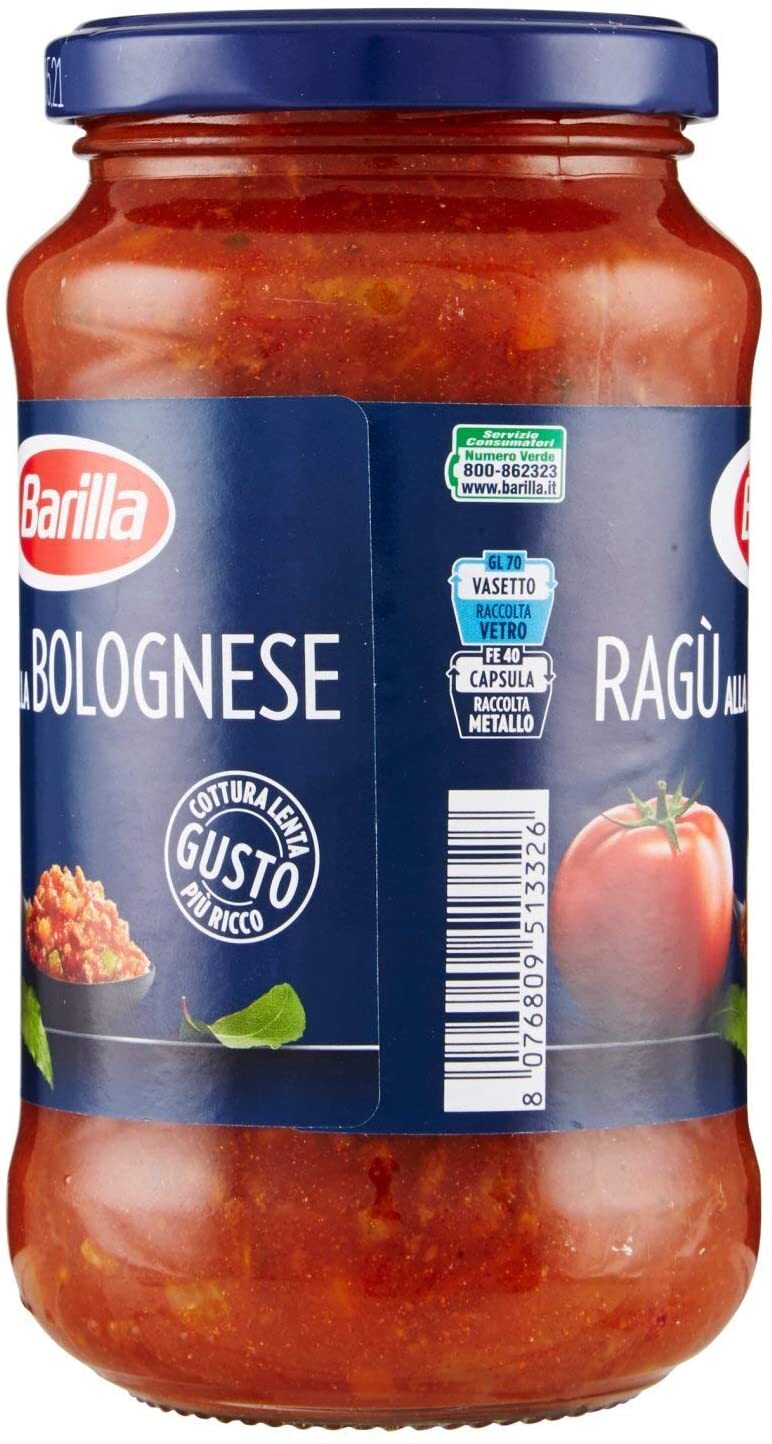 Barilla
BOLOGNESE
COTTURA LENTA
GUSTO
PIÙ RICCO
Servizio
Consumatori
Numero Verde
800-862323
www.barilla.it
GL 70
VASETTO
RACCOLTA
VETRO
FE 40
CAPSULA
RACCOLTA
METALLO
8 076809 513326
RAGÙ ALLA